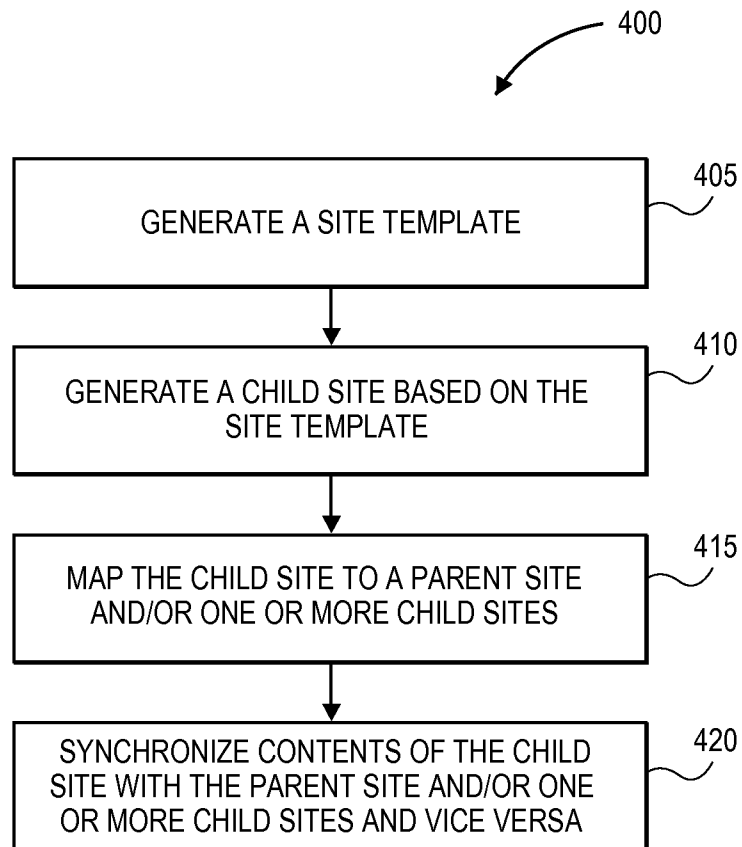 400
405
GENERATE A SITE TEMPLATE
410
GENERATE A CHILD SITE BASED ON THE
SITE TEMPLATE
415
MAP THE CHILD SITE TO A PARENT SITE
AND/OR ONE OR MORE CHILD SITES
420
SYNCHRONIZE CONTENTS OF THE CHILD
SITE WITH THE PARENT SITE AND/OR ONE
OR MORE CHILD SITES AND VICE VERSA